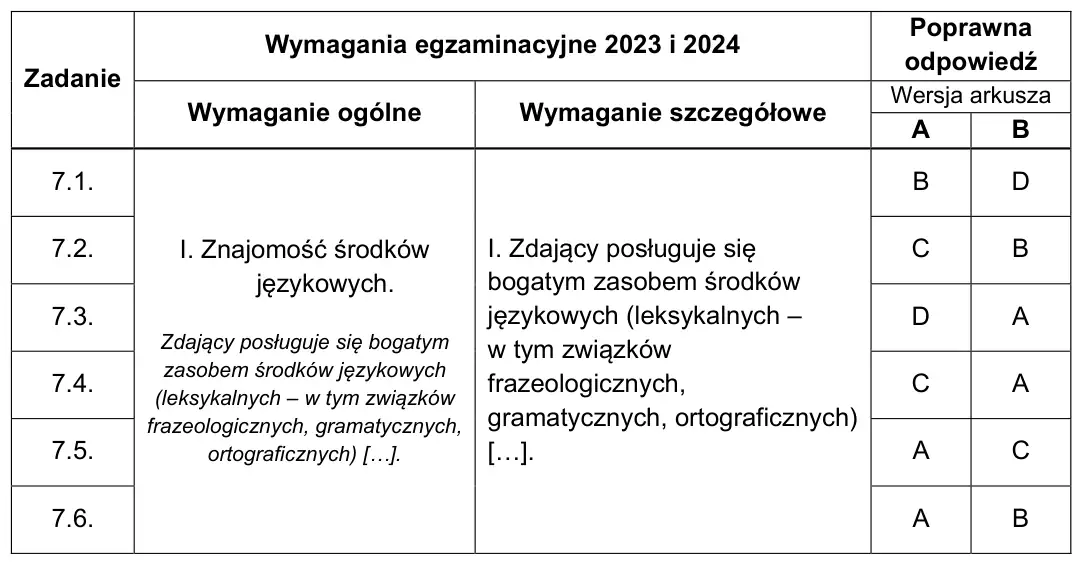 Zadanie
Wymagania egzaminacyjne 2023 i 2024
Poprawna
odpowiedź
Wymaganie ogólne
Wymaganie szczegółowe
Wersja arkusza
A B
7.1.
B D
7.2.
I. Znajomość środków
językowych.
Zdający posługuje się bogatym
zasobem środków językowych
(leksykalnych – w tym związków
frazeologicznych, gramatycznych,
ortograficznych) […].
I. Zdający posługuje się
bogatym zasobem środków
językowych (leksykalnych –
w tym związków
frazeologicznych,
gramatycznych, ortograficznych)
[…].
C B
7.3.
D A
7.4.
C A
7.5.
A C
7.6.
A B